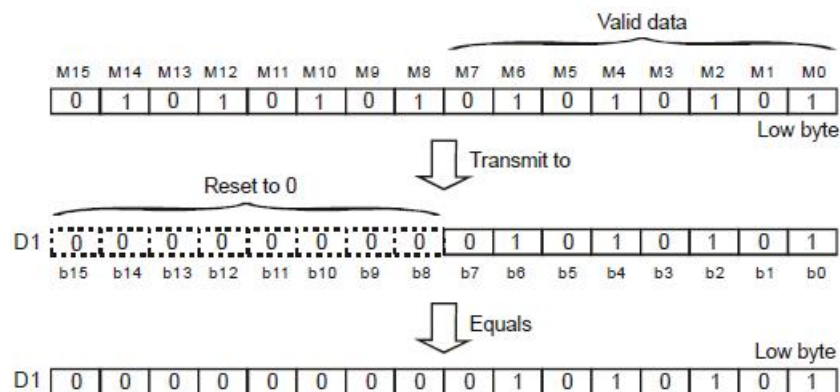 Valid data
M15 M14 M13 M12 M11 M10 M9 M8 M7 M6 M5 M4 M3 M2 M1 M0
0 1 0 1 0 1 0 1 0 1 0 1 0 1 0 1
Low byte
Transmit to
Reset to 0
D1 0 0 0 0 0 0 0 0 0 1 0 1 0 1 0 1
b15 b14 b13 b12 b11 b10 b9 b8 b7 b6 b5 b4 b3 b2 b1 b0
Equals
Low byte
D1 0 0 0 0 0 0 0 0 0 1 0 1 0 1 0 1